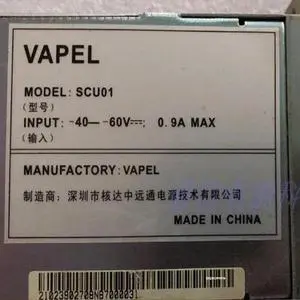 VAPEL
MODEL: SCU01
(型号)
INPUT: -40— -60V⎓; 0.9A MAX
(输入)
MANUFACTORY: VAPEL
制造商：深圳市核达中远通电源技术有限公司
MADE IN CHINA
21023902708NB7000031